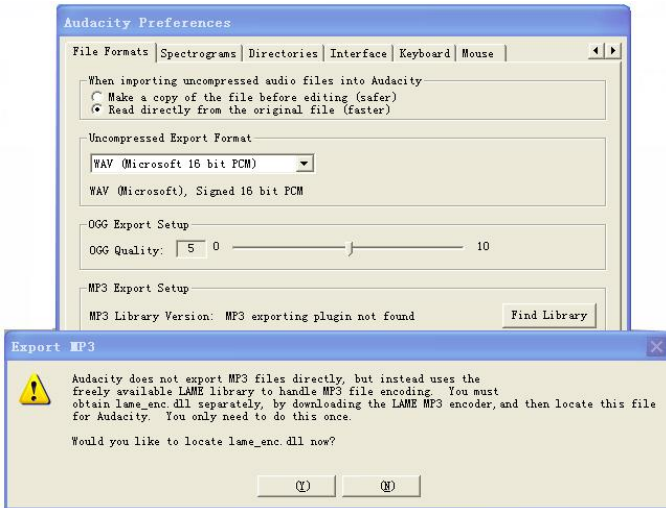 Audacity Preferences
File Formats Spectrograms Directories Interface Keyboard Mouse
When importing uncompressed audio files into Audacity
Make a copy of the file before editing (safer)
Read directly from the original file (faster)
Uncompressed Export Format
WAV (Microsoft 16 bit PCM)
WAV (Microsoft), Signed 16 bit PCM
OGG Export Setup
OGG Quality: 5 0 10
MP3 Export Setup
MP3 Library Version: MP3 exporting plugin not found Find Library
Export MP3
Audacity does not export MP3 files directly, but instead uses the
freely available LAME library to handle MP3 file encoding. You must
obtain lame_enc.dll separately, by downloading the LAME MP3 encoder, and then locate this file
for Audacity. You only need to do this once.
Would you like to locate lame_enc.dll now?
(Y) (N)